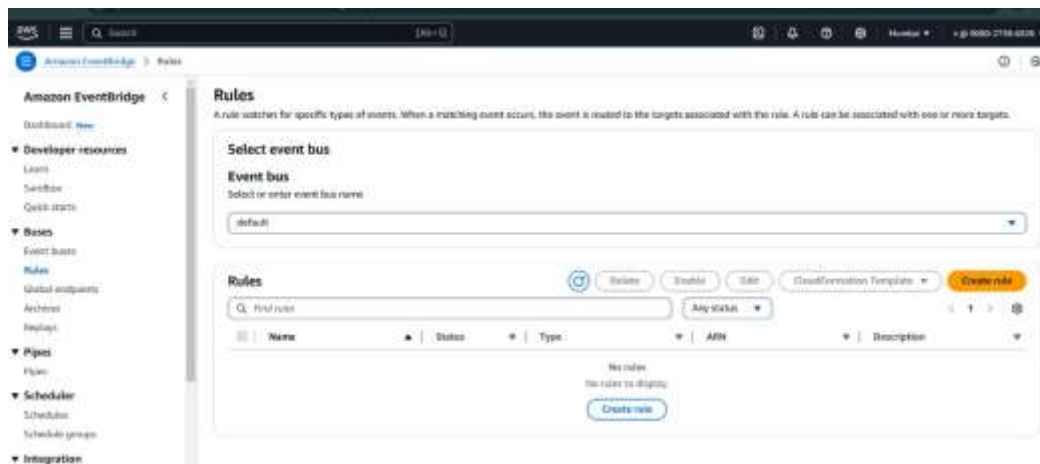 aws
Search
[Alt+S]
Mumbai
Amazon EventBridge > Rules
Amazon EventBridge
Dashboard New
Developer resources
Learn
Sandbox
Quick starts
Buses
Event buses
Rules
Global endpoints
Archives
Replays
Pipes
Pipes
Scheduler
Schedules
Schedule groups
Integration
Rules
A rule watches for specific types of events. When a matching event occurs, the event is routed to the targets associated with the rule. A rule can be associated with one or more targets.
Select event bus
Event bus
Select or enter event bus name
default
Rules
Delete Enable Edit CloudFormation Template Create rule
Find rules
Any status
1
Name Status Type ARN Description
No rules
No rules to display
Create rule